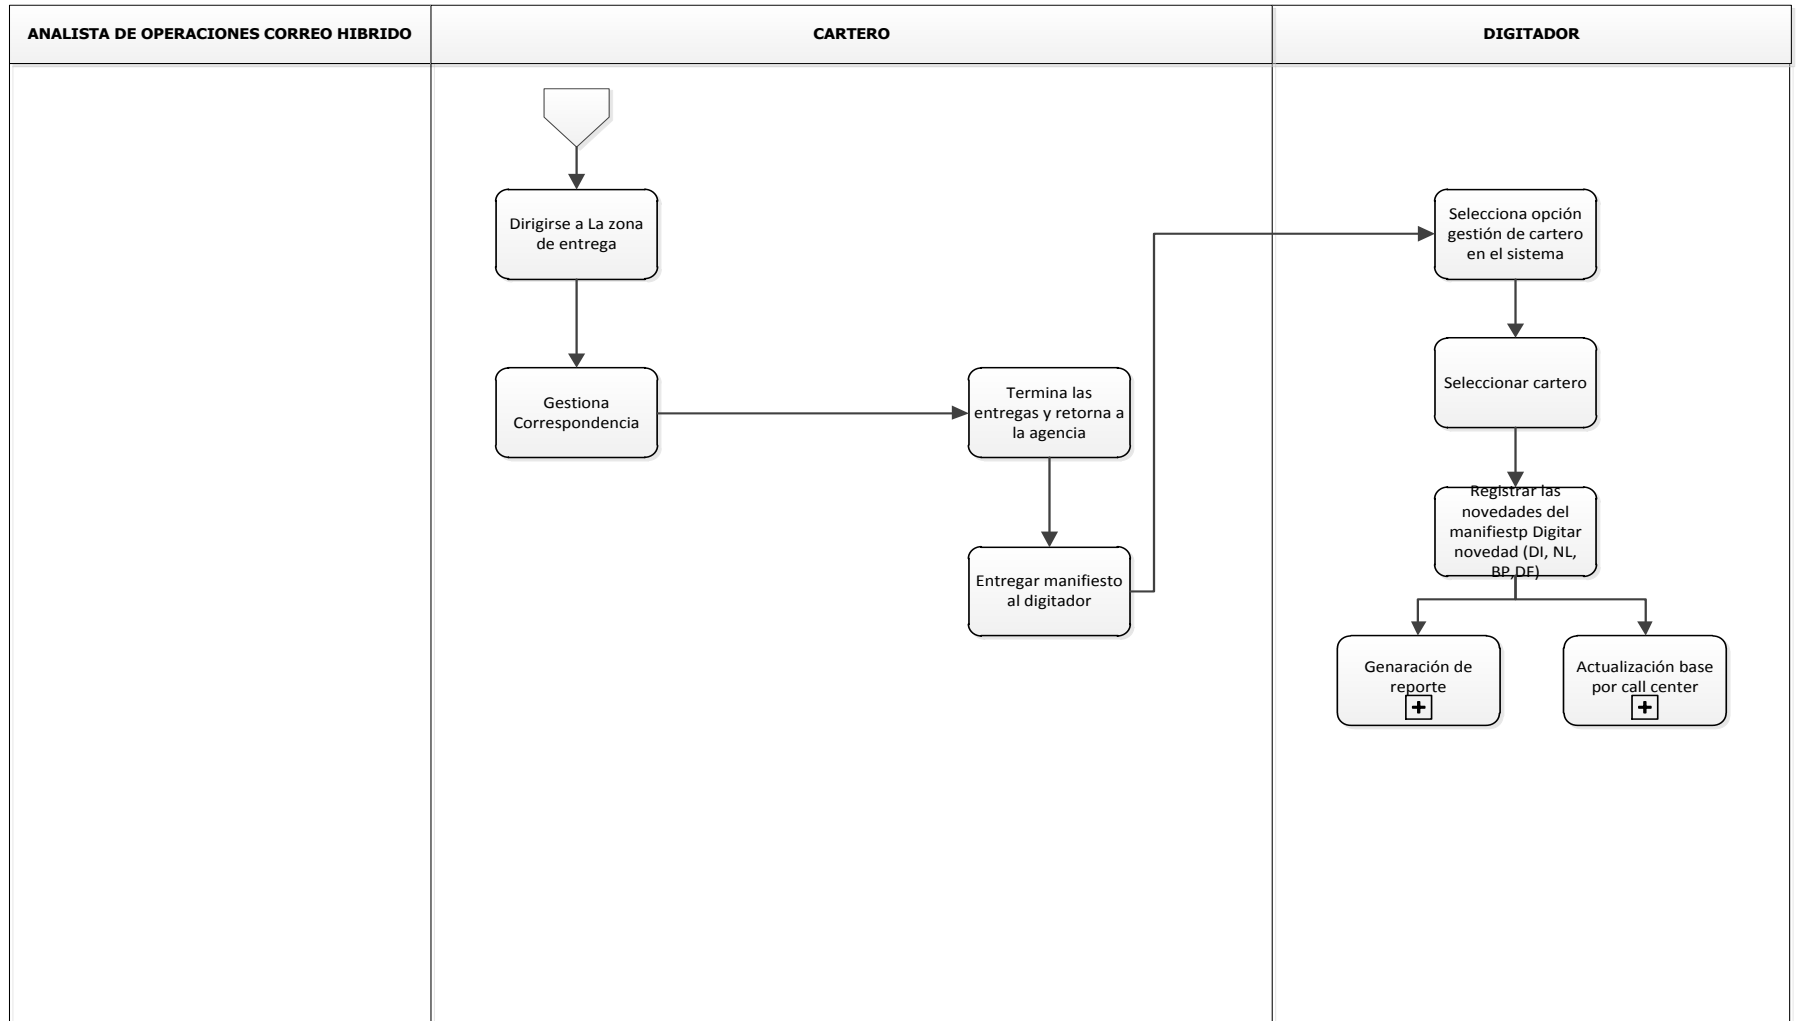 ANALISTA DE OPERACIONES CORREO HIBRIDO
CARTERO
DIGITADOR
Dirigirse a La zona
de entrega
Gestiona
Correspondencia
Termina las
entregas y retorna a
la agencia
Entregar manifiesto
al digitador
Selecciona opción
gestión de cartero
en el sistema
Seleccionar cartero
Registrar las
novedades del
manifiestp Digitar
novedad (DI, NL,
BP,DF)
Genaración de
reporte
Actualización base
por call center